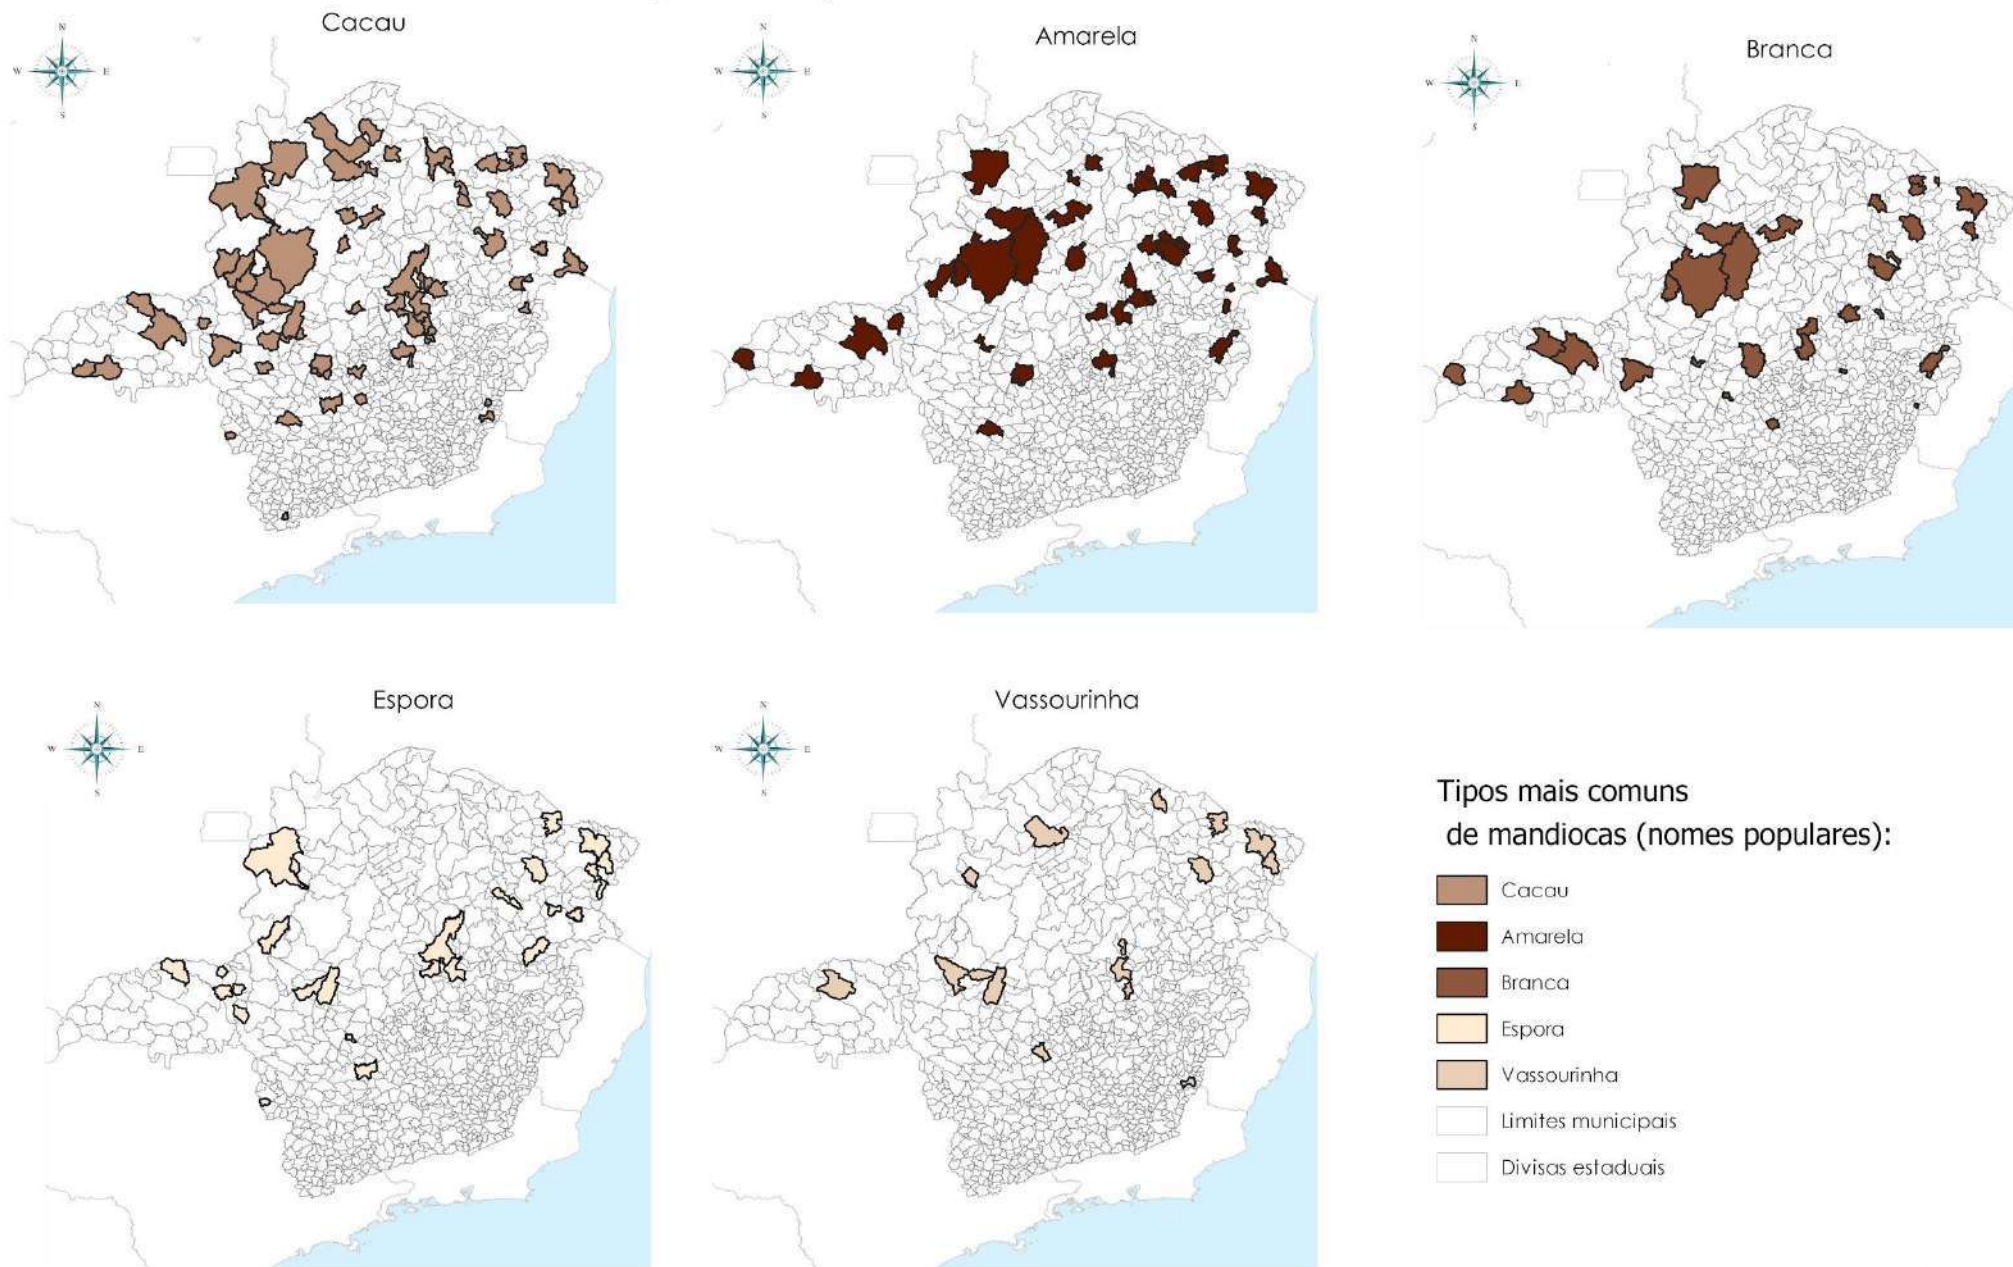 Cacau
Amarela
Branca
N
W E
S
N
W E
S
N
W E
S
Espora
Vassourinha
N
W E
S
N
W E
S
Tipos mais comuns
de mandiocas (nomes populares):
Cacau
Amarela
Branca
Espora
Vassourinha
Limites municipais
Divisas estaduais